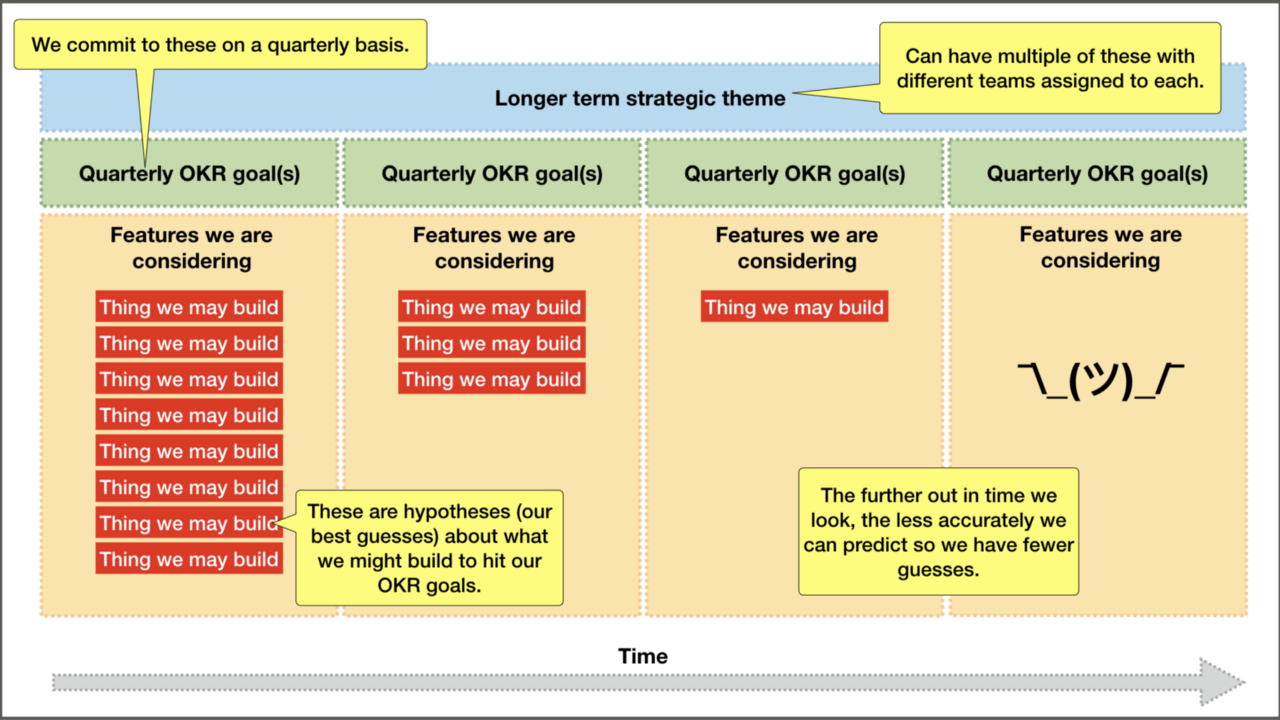 We commit to these on a quarterly basis.
Can have multiple of these with
different teams assigned to each.
Longer term strategic theme
Quarterly OKR goal(s)
Quarterly OKR goal(s)
Quarterly OKR goal(s)
Quarterly OKR goal(s)
Features we are
considering
Thing we may build
Thing we may build
Thing we may build
Thing we may build
Thing we may build
Thing we may build
Thing we may build
Thing we may build
These are hypotheses (our
best guesses) about what
we might build to hit our
OKR goals.
Features we are
considering
Thing we may build
Thing we may build
Thing we may build
Features we are
considering
Thing we may build
Features we are
considering
¯\_(ツ)_/¯
The further out in time we
look, the less accurately we
can predict so we have fewer
guesses.
Time